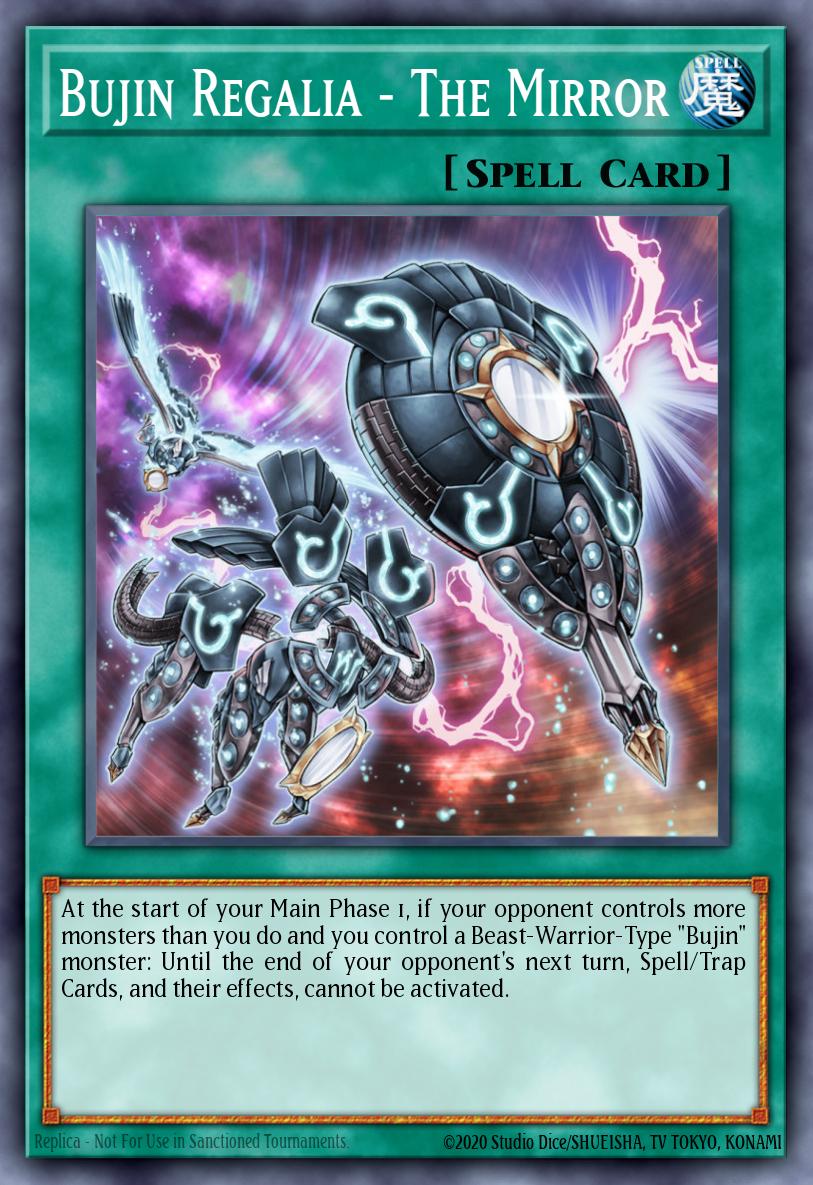 Bujin Regalia - The Mirror
SPELL
魔
[ Spell Card ]
At the start of your Main Phase 1, if your opponent controls more
monsters than you do and you control a Beast-Warrior-Type "Bujin"
monster: Until the end of your opponent's next turn, Spell/Trap
Cards, and their effects, cannot be activated.
Replica - Not For Use in Sanctioned Tournaments.
©2020 Studio Dice/SHUEISHA, TV TOKYO, KONAMI